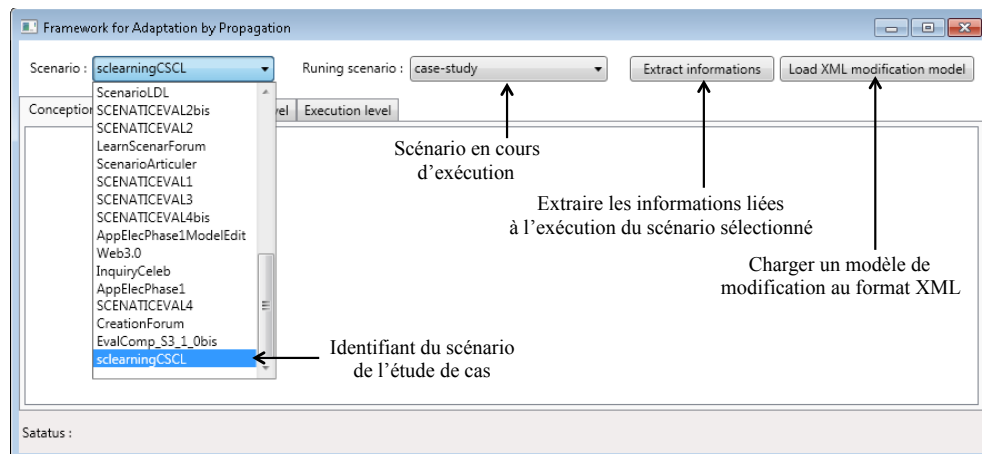 Framework for Adaptation by Propagation
Scenario : sclearningCSCL Runing scenario : case-study Extract informations Load XML modification model
ScenarioLDL
Conception vel Execution level
SCENATICEVAL2bis
SCENATICEVAL2
LearnScenarForum
ScenarioArticuler
SCENATICEVAL1
SCENATICEVAL3
SCENATICEVAL4bis
AppElecPhase1ModelEdit
Web3.0
InquiryCeleb
AppElecPhase1
SCENATICEVAL4
CreationForum
EvalComp_S3_1_0bis
sclearningCSCL
Scénario en cours
d'exécution
Extraire les informations liées
à l'exécution du scénario sélectionné
Charger un modèle de
modification au format XML
Identifiant du scénario
de l'étude de cas
Satatus :